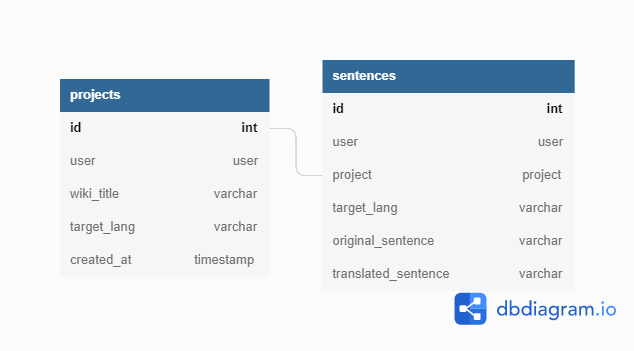 projects
id int
user user
wiki_title varchar
target_lang varchar
created_at timestamp
sentences
id int
user user
project project
target_lang varchar
original_sentence varchar
translated_sentence varchar
dbdiagram.io